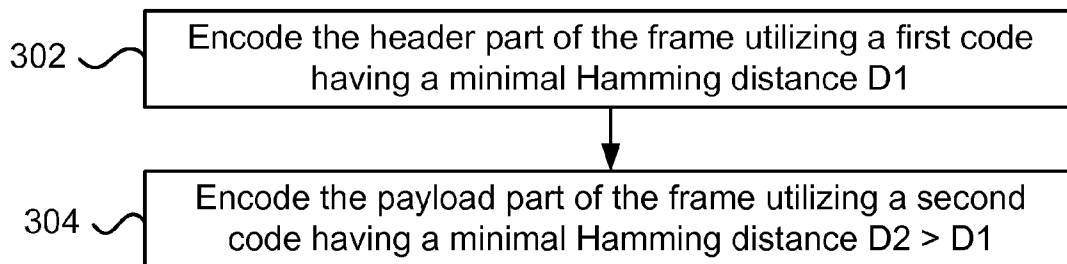 302
Encode the header part of the frame utilizing a first code
having a minimal Hamming distance D1
304
Encode the payload part of the frame utilizing a second
code having a minimal Hamming distance D2 > D1